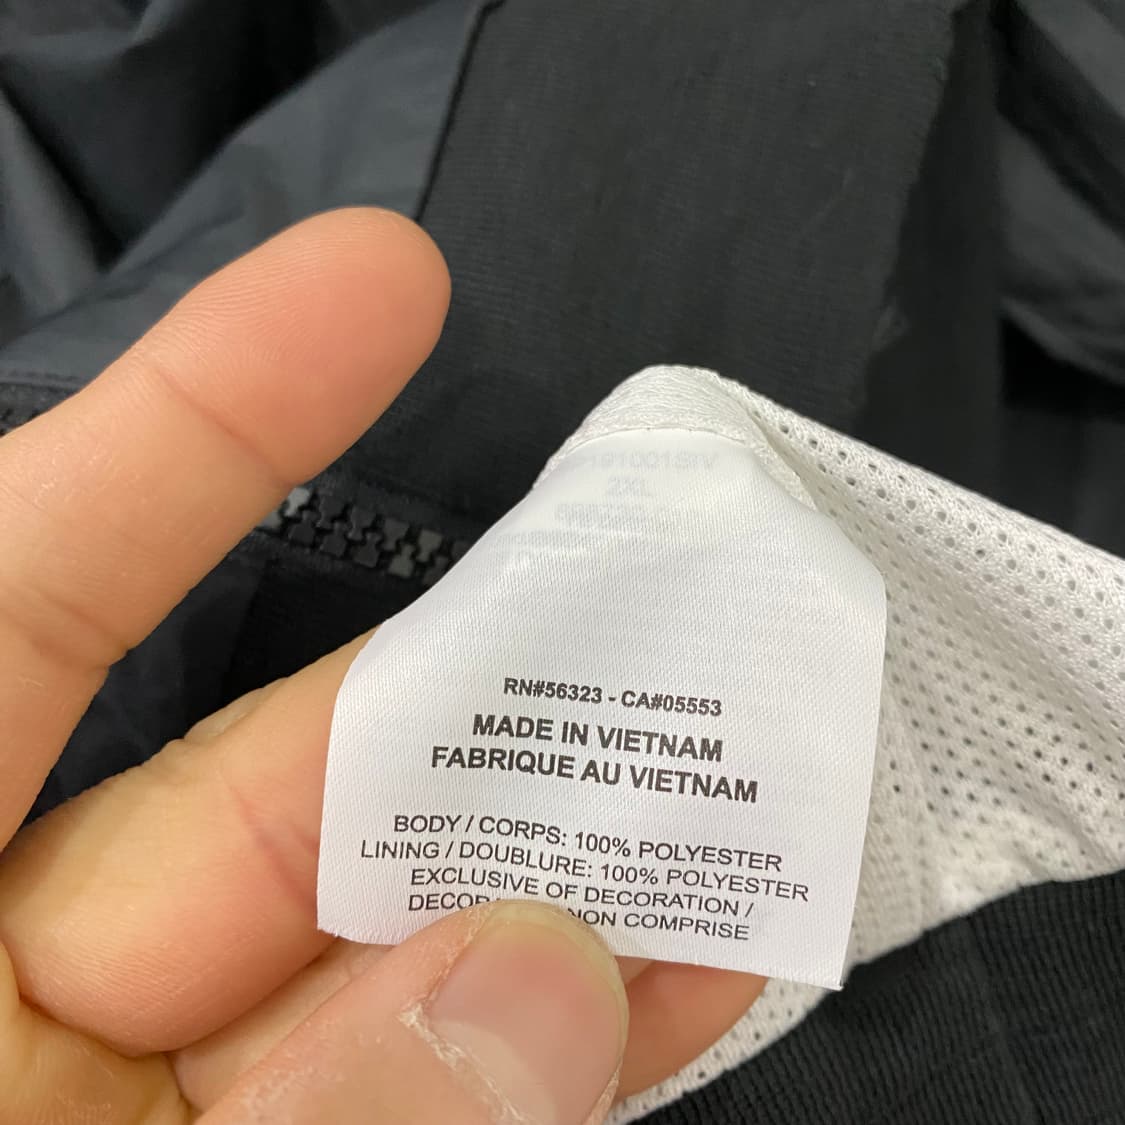 2XL
RN#56323 - CA#05553
MADE IN VIETNAM
FABRIQUE AU VIETNAM
BODY / CORPS: 100% POLYESTER
LINING / DOUBLURE: 100% POLYESTER
EXCLUSIVE OF DECORATION /
NON COMPRISE